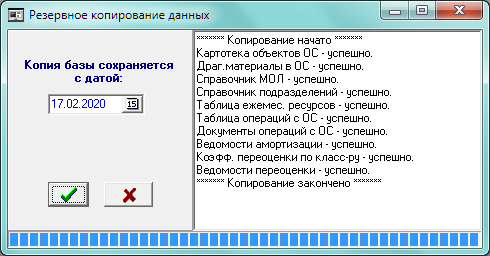 Резервное копирование данных
Копия базы сохраняется
с датой:
17.02.2020
15
******* Копирование начато *******
Картотека объектов ОС - успешно.
Драг.материалы в ОС - успешно.
Справочник МОЛ - успешно.
Справочник подразделений - успешно.
Таблица ежемес. ресурсов - успешно.
Таблица операций с ОС - успешно.
Документы операций с ОС - успешно.
Ведомости амортизации - успешно.
Коэфф. переоценки по класс-ру - успешно.
Ведомости переоценки - успешно.
******* Копирование закончено *******